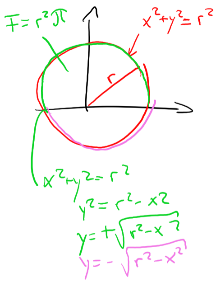 F=r²π
x²+y²=r²
r
x²+y²=r²
y²=r²-x2
y=+√r²-x²
y=-√r²-x²